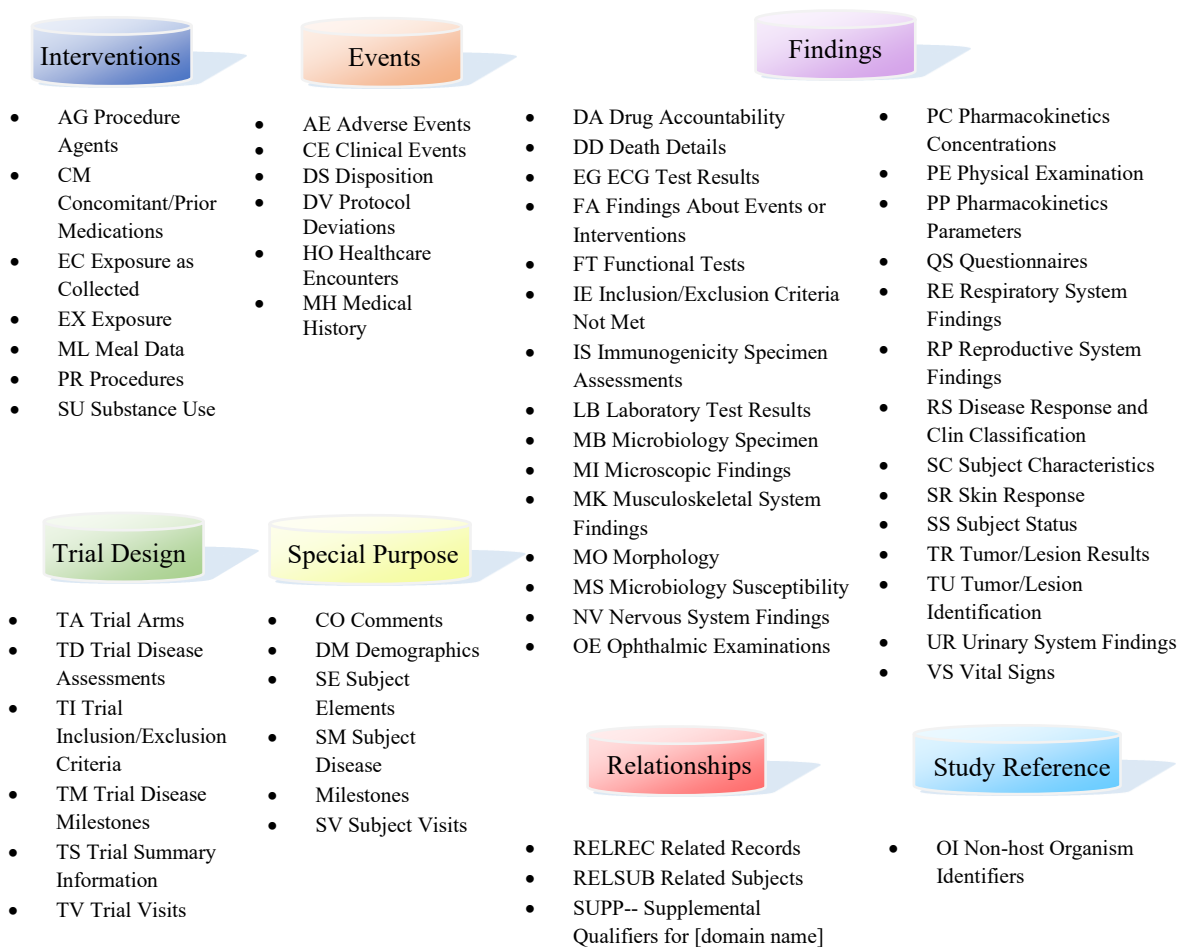 Interventions
• AG Procedure
Agents
• CM
Concomitant/Prior
Medications
• EC Exposure as
Collected
• EX Exposure
• ML Meal Data
• PR Procedures
• SU Substance Use
Events
• AE Adverse Events
• CE Clinical Events
• DS Disposition
• DV Protocol
Deviations
• HO Healthcare
Encounters
• MH Medical
History
Findings
• DA Drug Accountability
• DD Death Details
• EG ECG Test Results
• FA Findings About Events or
Interventions
• FT Functional Tests
• IE Inclusion/Exclusion Criteria
Not Met
• IS Immunogenicity Specimen
Assessments
• LB Laboratory Test Results
• MB Microbiology Specimen
• MI Microscopic Findings
• MK Musculoskeletal System
Findings
• MO Morphology
• MS Microbiology Susceptibility
• NV Nervous System Findings
• OE Ophthalmic Examinations
• PC Pharmacokinetics
Concentrations
• PE Physical Examination
• PP Pharmacokinetics
Parameters
• QS Questionnaires
• RE Respiratory System
Findings
• RP Reproductive System
Findings
• RS Disease Response and
Clin Classification
• SC Subject Characteristics
• SR Skin Response
• SS Subject Status
• TR Tumor/Lesion Results
• TU Tumor/Lesion
Identification
• UR Urinary System Findings
• VS Vital Signs
Trial Design
• TA Trial Arms
• TD Trial Disease
Assessments
• TI Trial
Inclusion/Exclusion
Criteria
• TM Trial Disease
Milestones
• TS Trial Summary
Information
• TV Trial Visits
Special Purpose
• CO Comments
• DM Demographics
• SE Subject
Elements
• SM Subject
Disease
• Milestones
• SV Subject Visits
Relationships
• RELREC Related Records
• RELSUB Related Subjects
• SUPP-- Supplemental
Qualifiers for [domain name]
Study Reference
• OI Non-host Organism
Identifiers